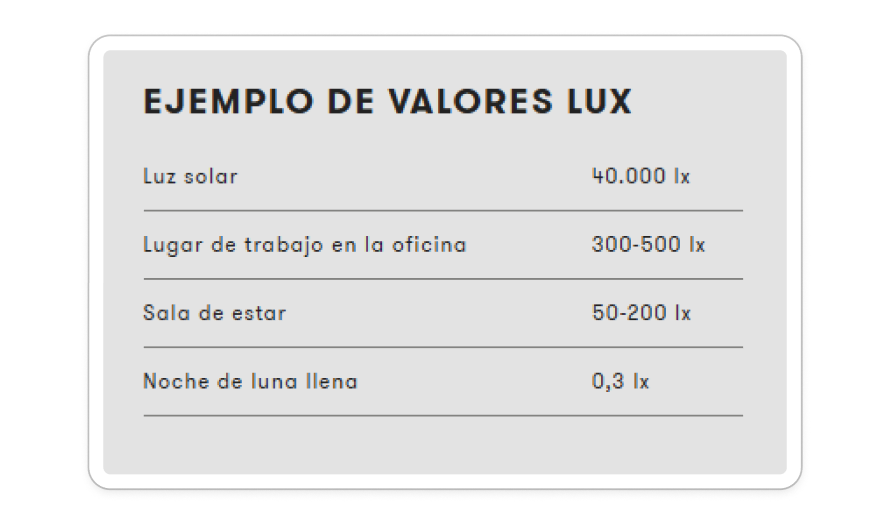 EJEMPLO DE VALORES LUX
Luz solar 40.000 lx
Lugar de trabajo en la oficina 300-500 lx
Sala de estar 50-200 lx
Noche de luna llena 0,3 lx